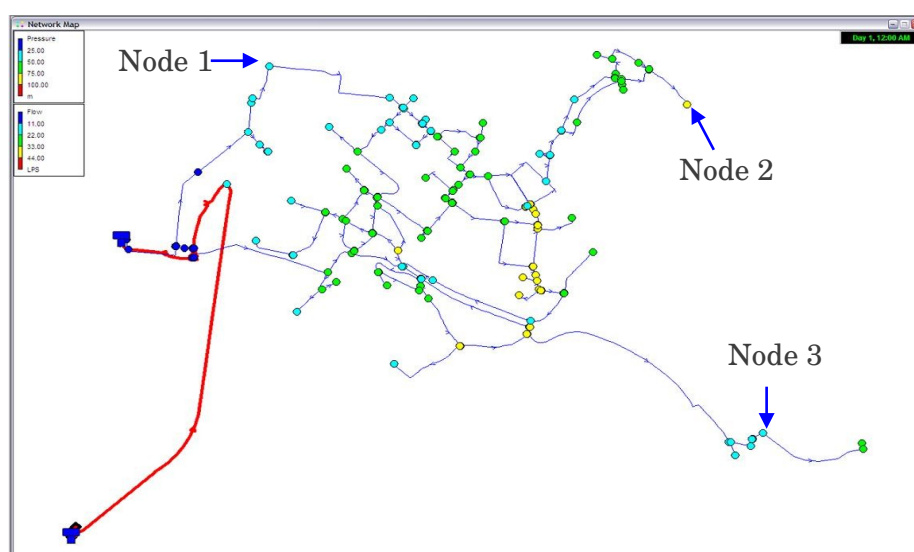 Network Map
Day 1, 12:00 AM
Pressure
25.00
50.00
75.00
100.00
m
Flow
11.00
22.00
33.00
44.00
LPS
Node 1
Node 2
Node 3